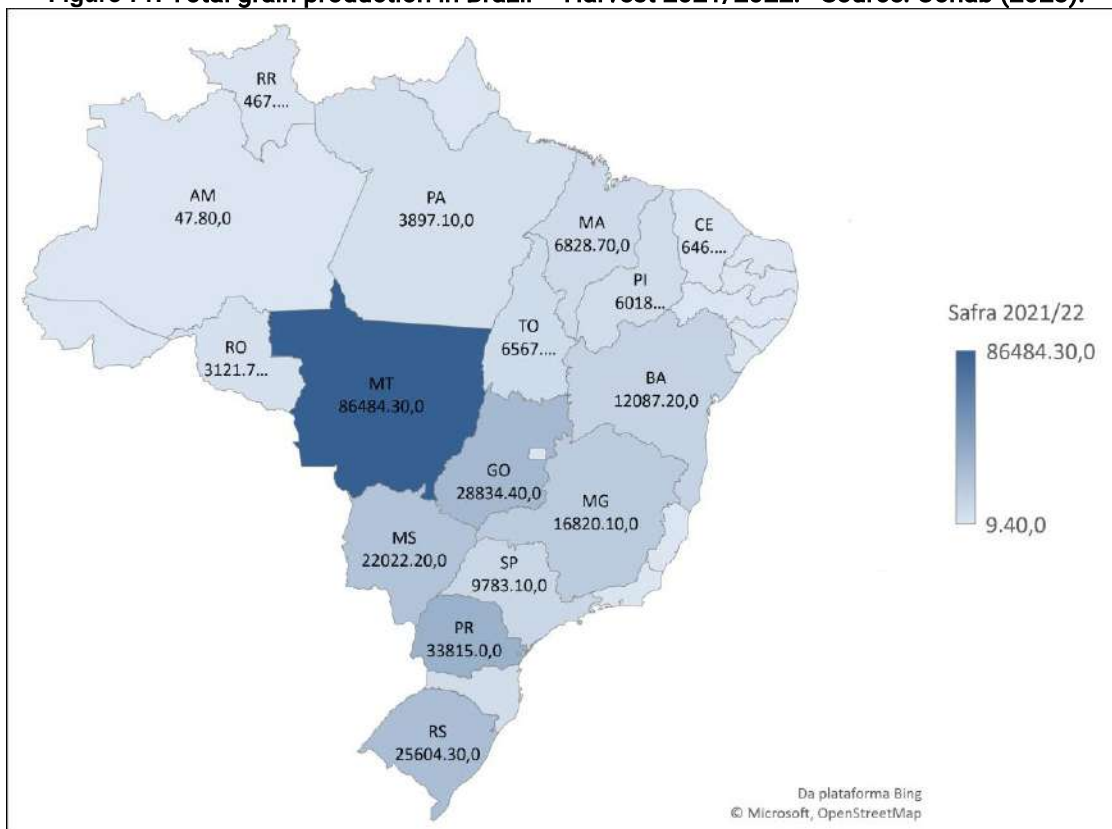 Total grain production in Brazil
Harvest 2021/2022.
Source: Conab (2023).
RR
467....
AM
47.80,0
PA
3897.10,0
MA
6828.70,0
CE
646....
PI
6018...
TO
6567....
RO
3121.7...
MT
86484.30,0
BA
12087.20,0
GO
28834.40,0
MG
16820.10,0
MS
22022.20,0
SP
9783.10,0
PR
33815.0,0
RS
25604.30,0
Safra 2021/22
86484.30,0
9.40,0
Da plataforma Bing
© Microsoft, OpenStreetMap